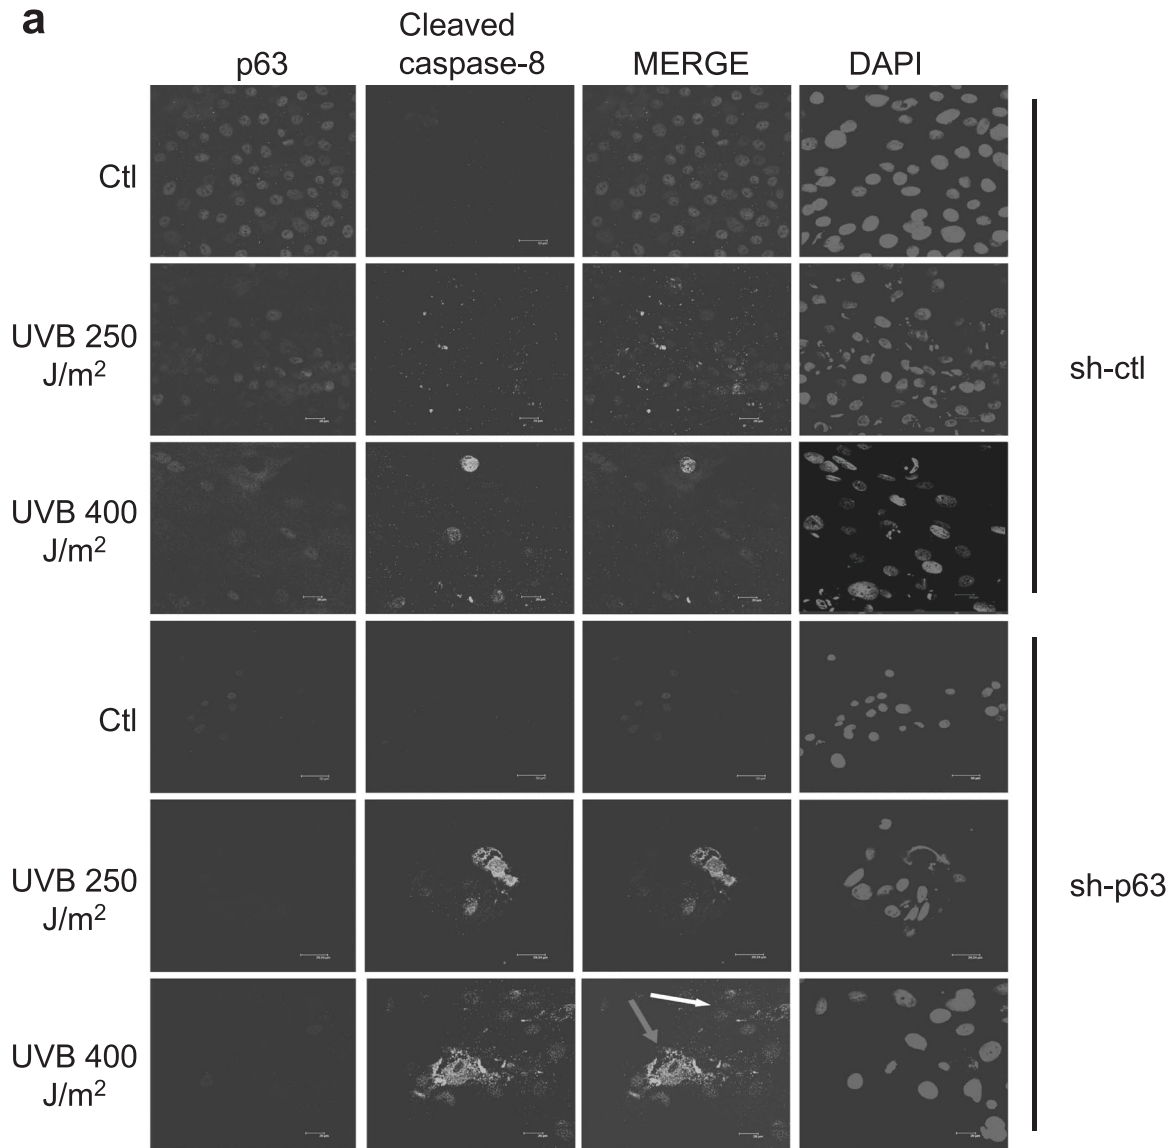 a
p63
Cleaved
caspase-8
MERGE
DAPI
Ctl
UVB 250
J/m²
UVB 400
J/m²
sh-ctl
Ctl
UVB 250
J/m²
UVB 400
J/m²
sh-p63